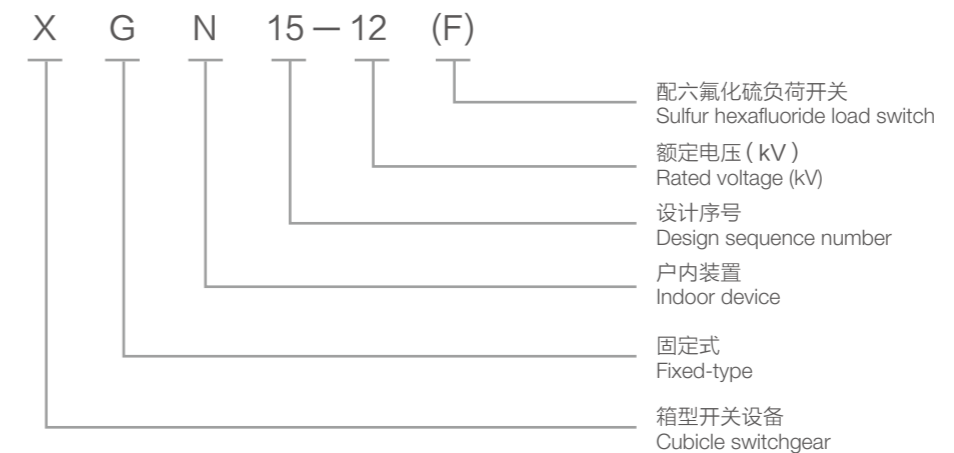 X G N 15 — 12 (F)
配六氟化硫负荷开关
Sulfur hexafluoride load switch
额定电压 ( kV )
Rated voltage (kV)
设计序号
Design sequence number
户内装置
Indoor device
固定式
Fixed-type
箱型开关设备
Cubicle switchgear